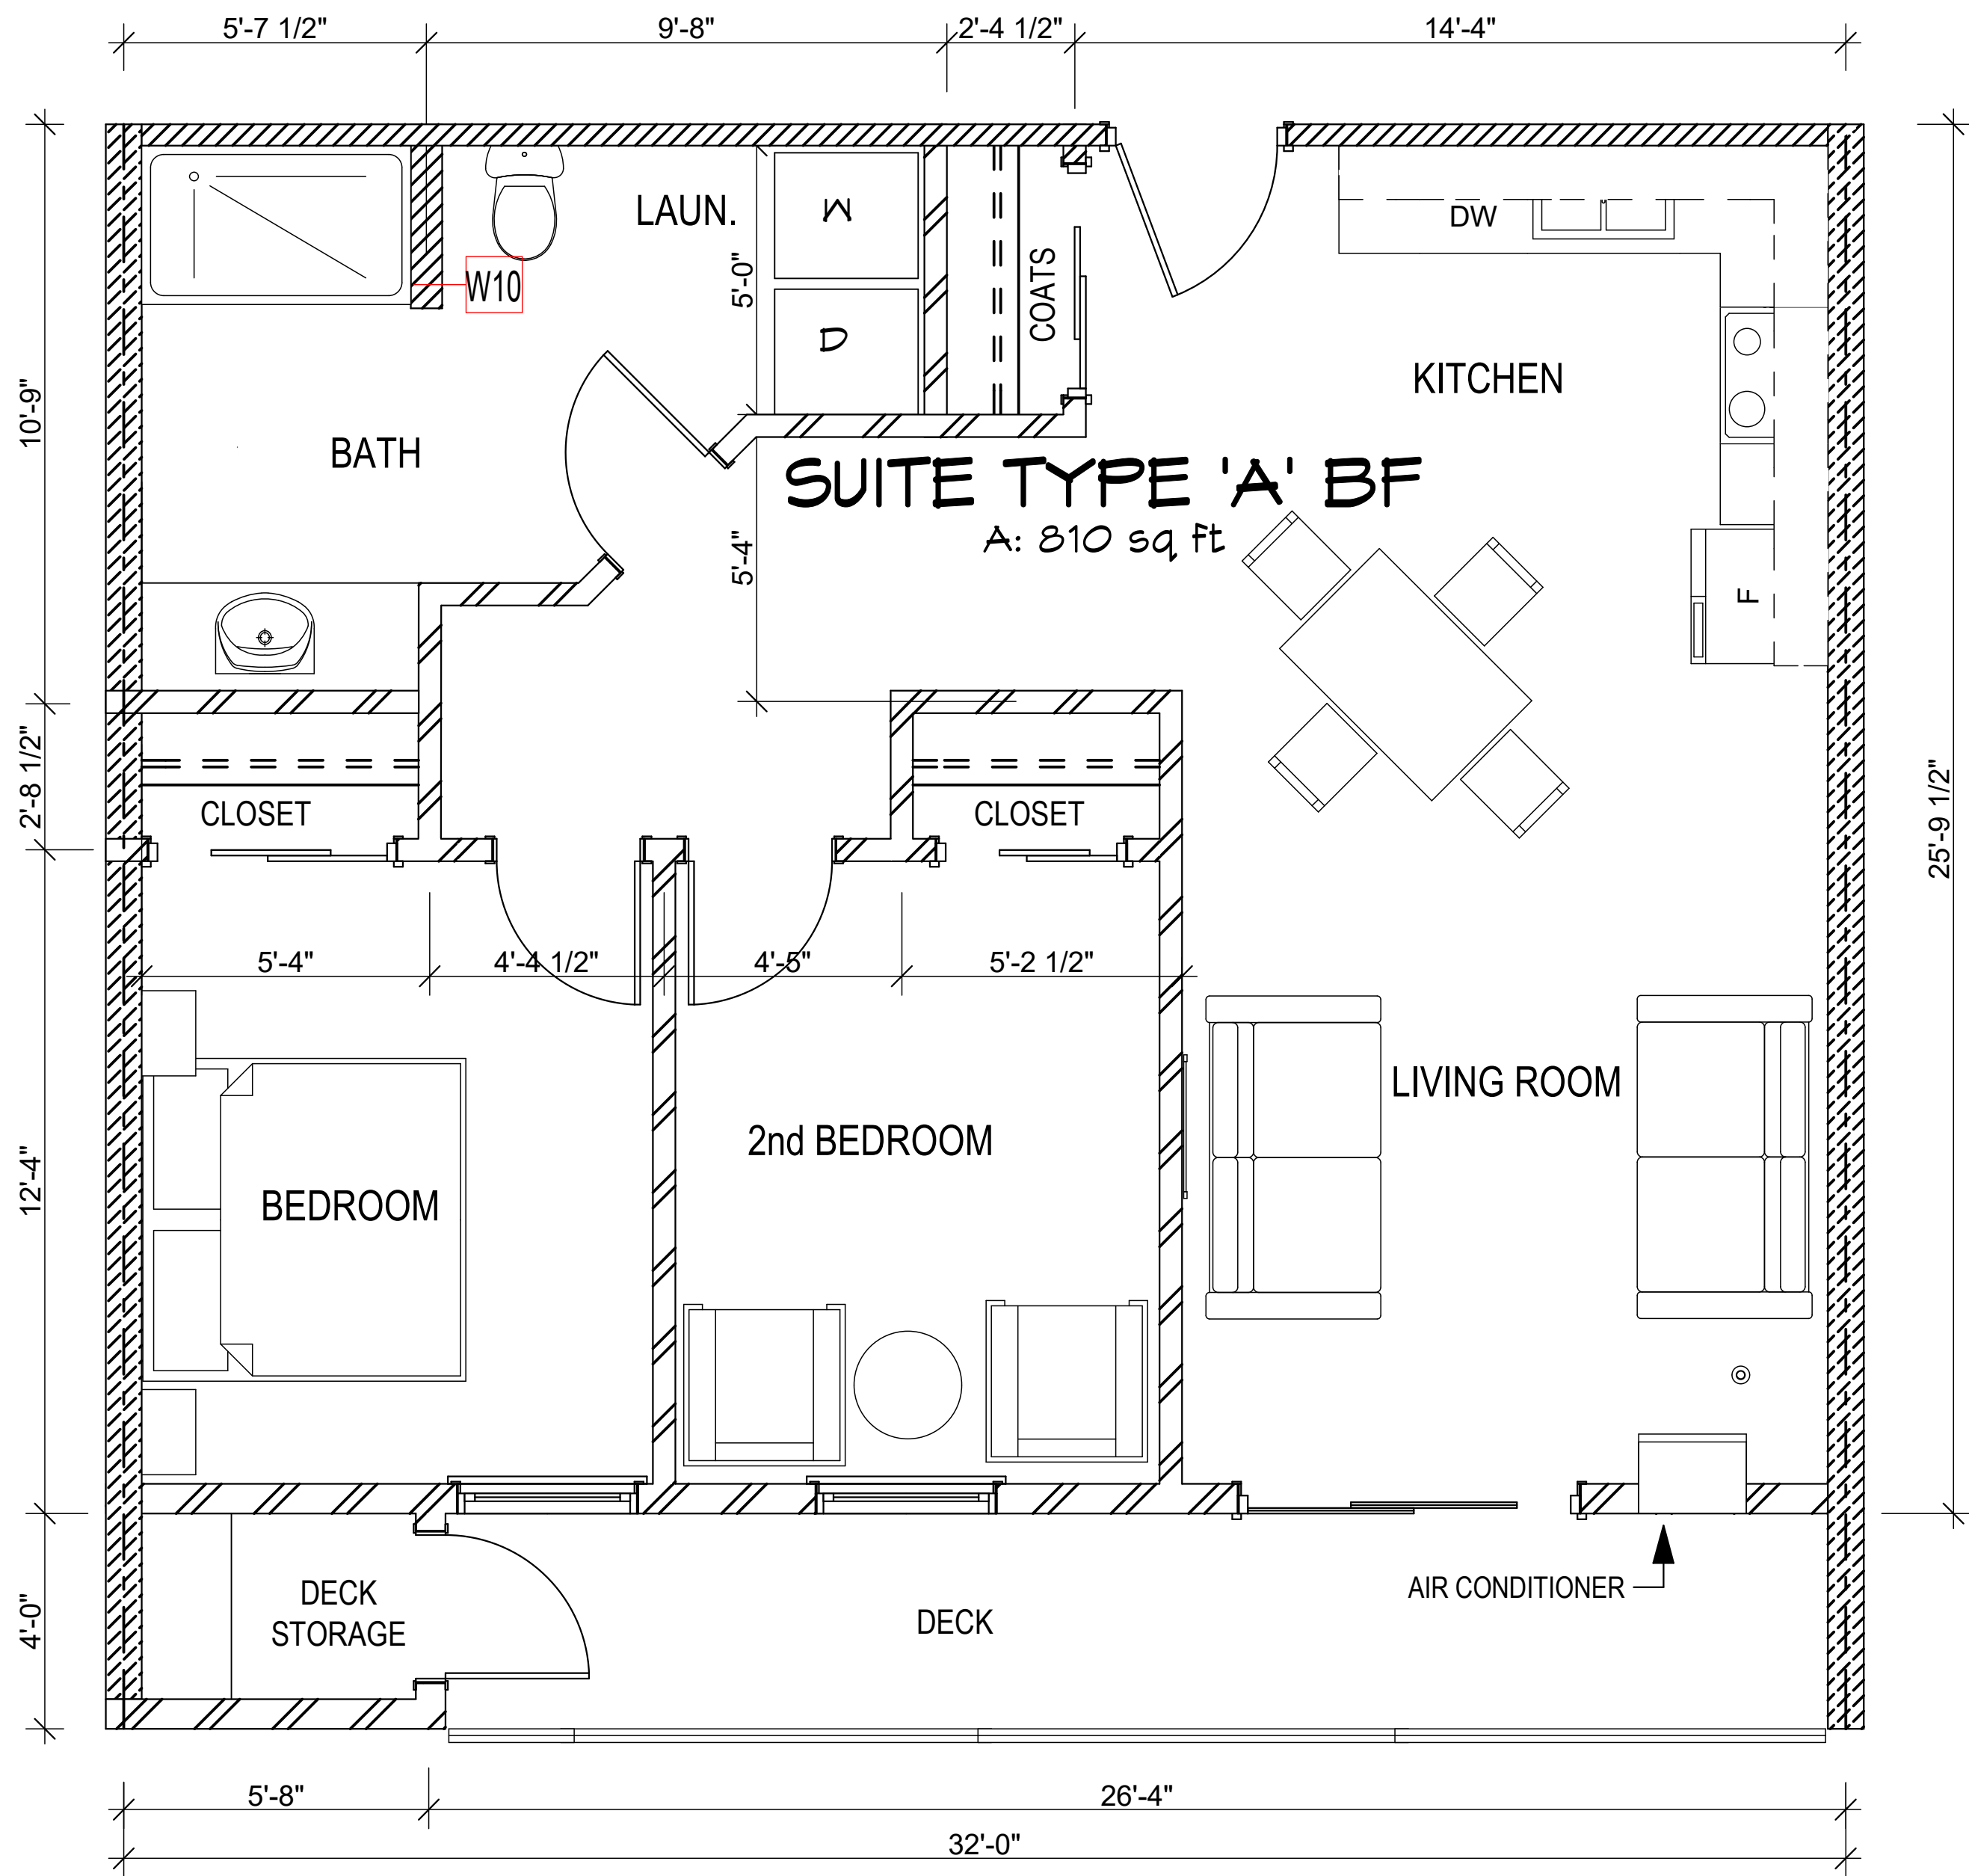 5'-7 1/2"
9'-8"
2'-4 1/2"
14'-4"
LAUN.
W
DW
W10
5'-0"
COATS
D
KITCHEN
10'-9"
BATH
SUITE TYPE 'A' BF
A: 810 sq ft
5'-4"
F
2'-8 1/2"
CLOSET
CLOSET
25'-9 1/2"
5'-4"
4'-4 1/2"
4'-5"
5'-2 1/2"
LIVING ROOM
2nd BEDROOM
12'-4"
BEDROOM
AIR CONDITIONER
DECK
STORAGE
DECK
4'-0"
5'-8"
26'-4"
32'-0"